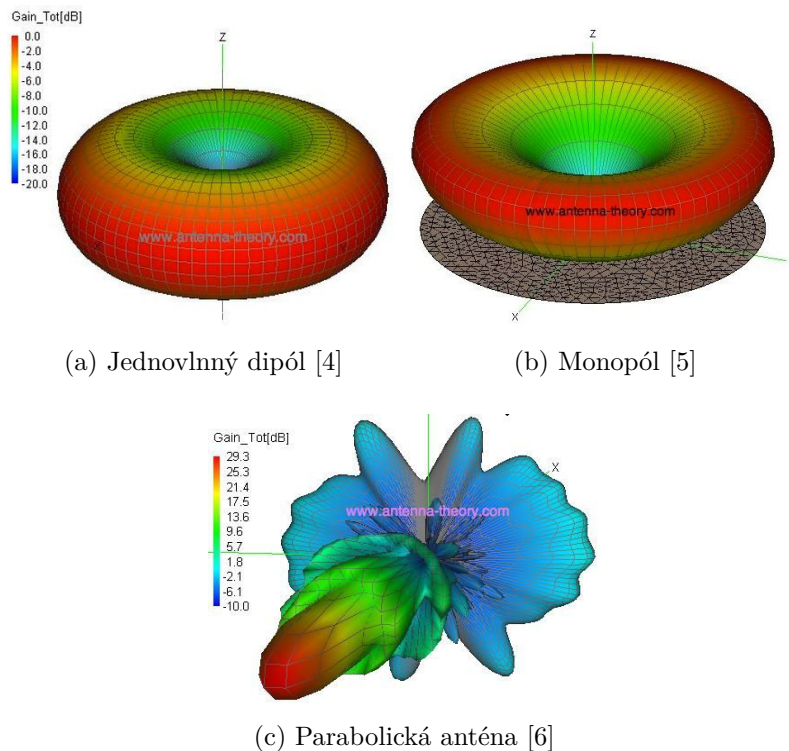 Gain_Tot[dB]
0.0
-2.0
-4.0
-6.0
-8.0
-10.0
-12.0
-14.0
-16.0
-18.0
-20.0
Z
www.antenna-theory.com
Z
www.antenna-theory.com
X
(a) Jednovlnný dipól [4]
(b) Monopól [5]
Gain_Tot[dB]
29.3
25.3
21.4
17.5
13.6
9.6
5.7
1.8
-2.1
-6.1
-10.0
X
www.antenna-theory.com
(c) Parabolická anténa [6]